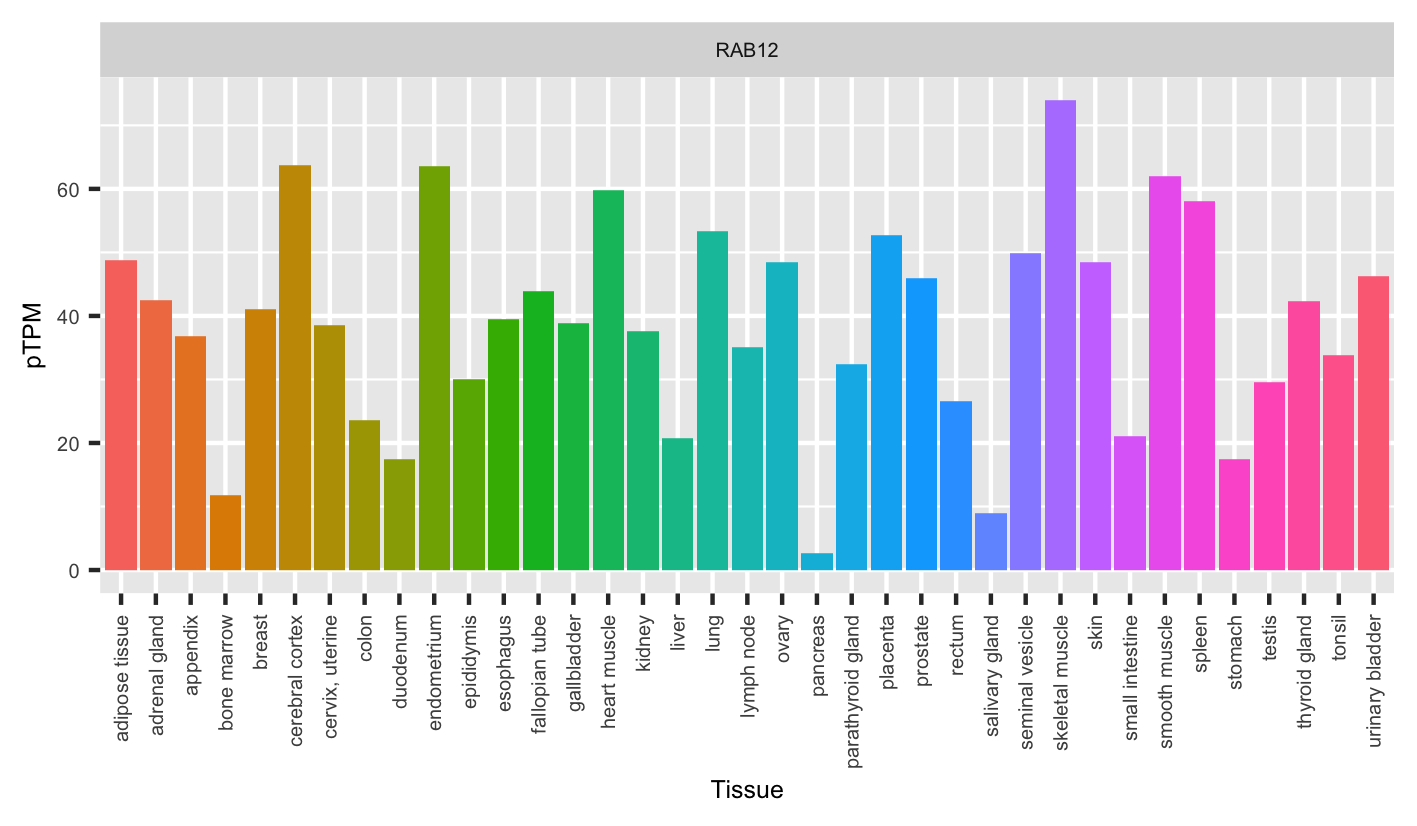 RAB12
pTPM
60
40
20
0
adipose tissue
adrenal gland
appendix
bone marrow
breast
cerebral cortex
cervix, uterine
colon
duodenum
endometrium
epididymis
esophagus
fallopian tube
gallbladder
heart muscle
kidney
liver
lung
lymph node
ovary
pancreas
parathyroid gland
placenta
prostate
rectum
salivary gland
seminal vesicle
skeletal muscle
skin
small intestine
smooth muscle
spleen
stomach
testis
thyroid gland
tonsil
urinary bladder
Tissue